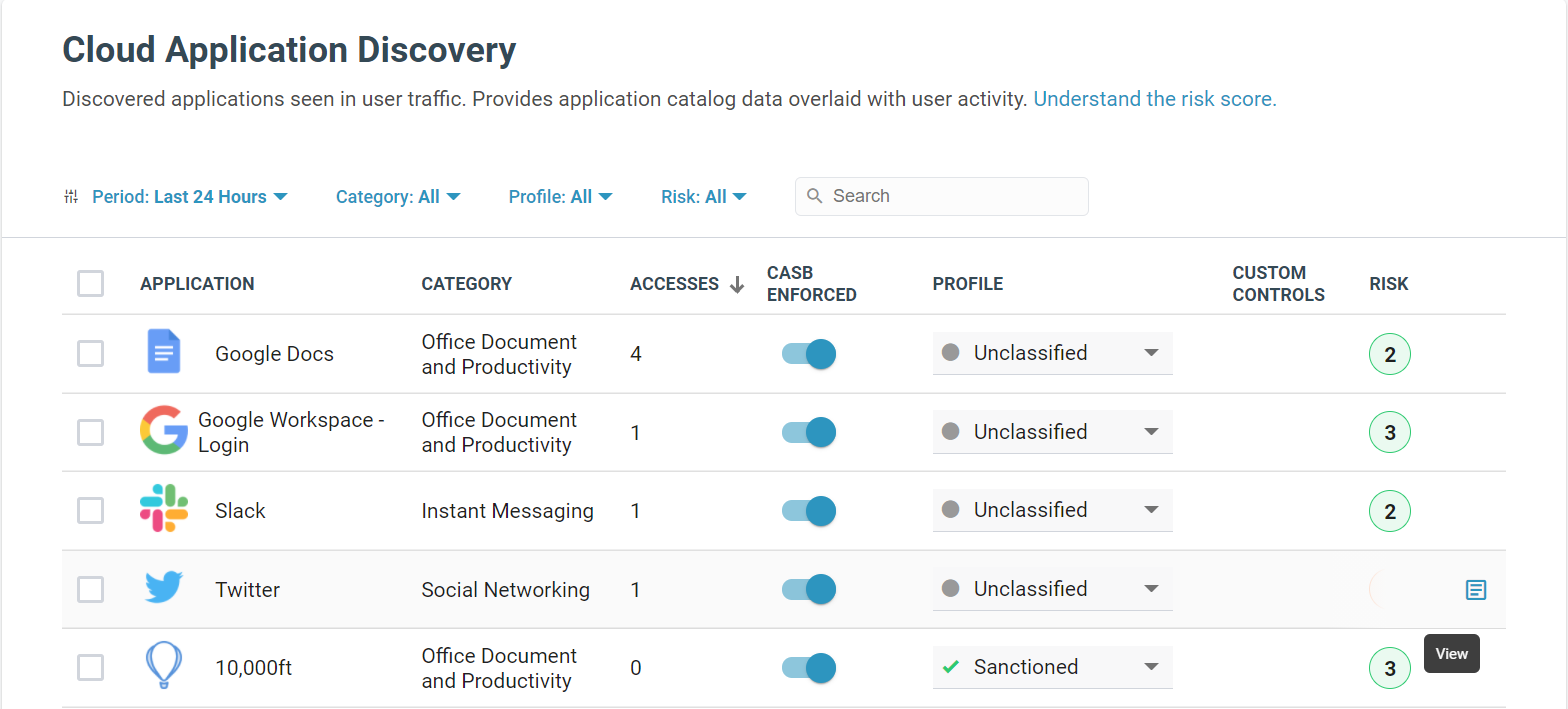 Cloud Application Discovery
Discovered applications seen in user traffic. Provides application catalog data overlaid with user activity. Understand the risk score.
Period: Last 24 Hours Category: All Profile: All Risk: All Search
APPLICATION CATEGORY ACCESSES CASB ENFORCED PROFILE CUSTOM CONTROLS RISK
Google Docs Office Document and Productivity 4 Unclassified 2
Google Workspace - Login Office Document and Productivity 1 Unclassified 3
Slack Instant Messaging 1 Unclassified 2
Twitter Social Networking 1 Unclassified
10,000ft Office Document and Productivity 0 Sanctioned 3
View